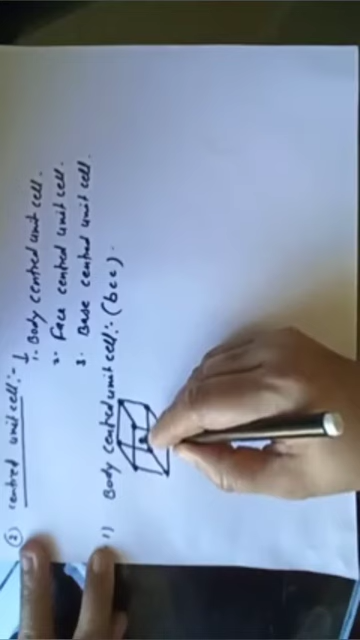 ② Centred unit cell:- ↓
1. Body centred unit cell.
2. Face centred unit cell.
3. Base centred unit cell.
1) Body centred unit cell:- (bcc).